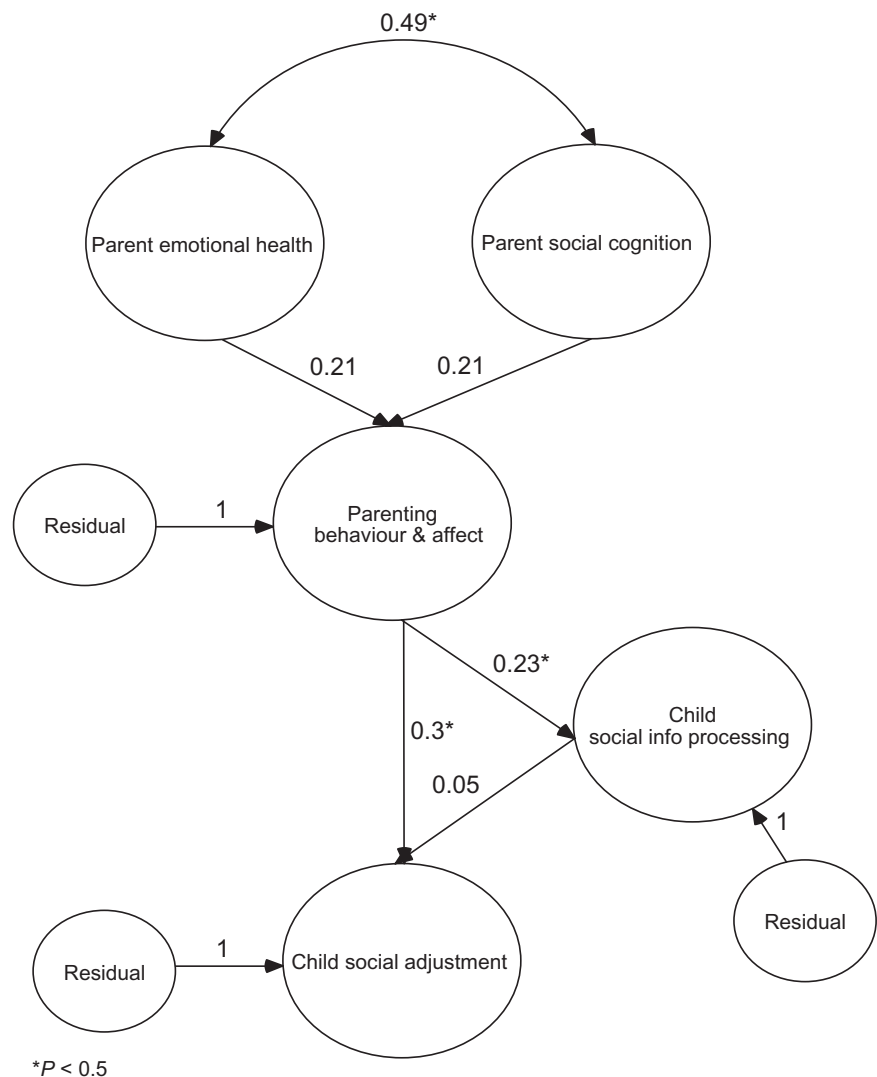 0.49*
Parent emotional health
Parent social cognition
0.21
0.21
Residual
1
Parenting
behaviour & affect
0.23*
0.3*
Child
social info processing
0.05
1
Residual
Residual
1
Child social adjustment
*P < 0.5